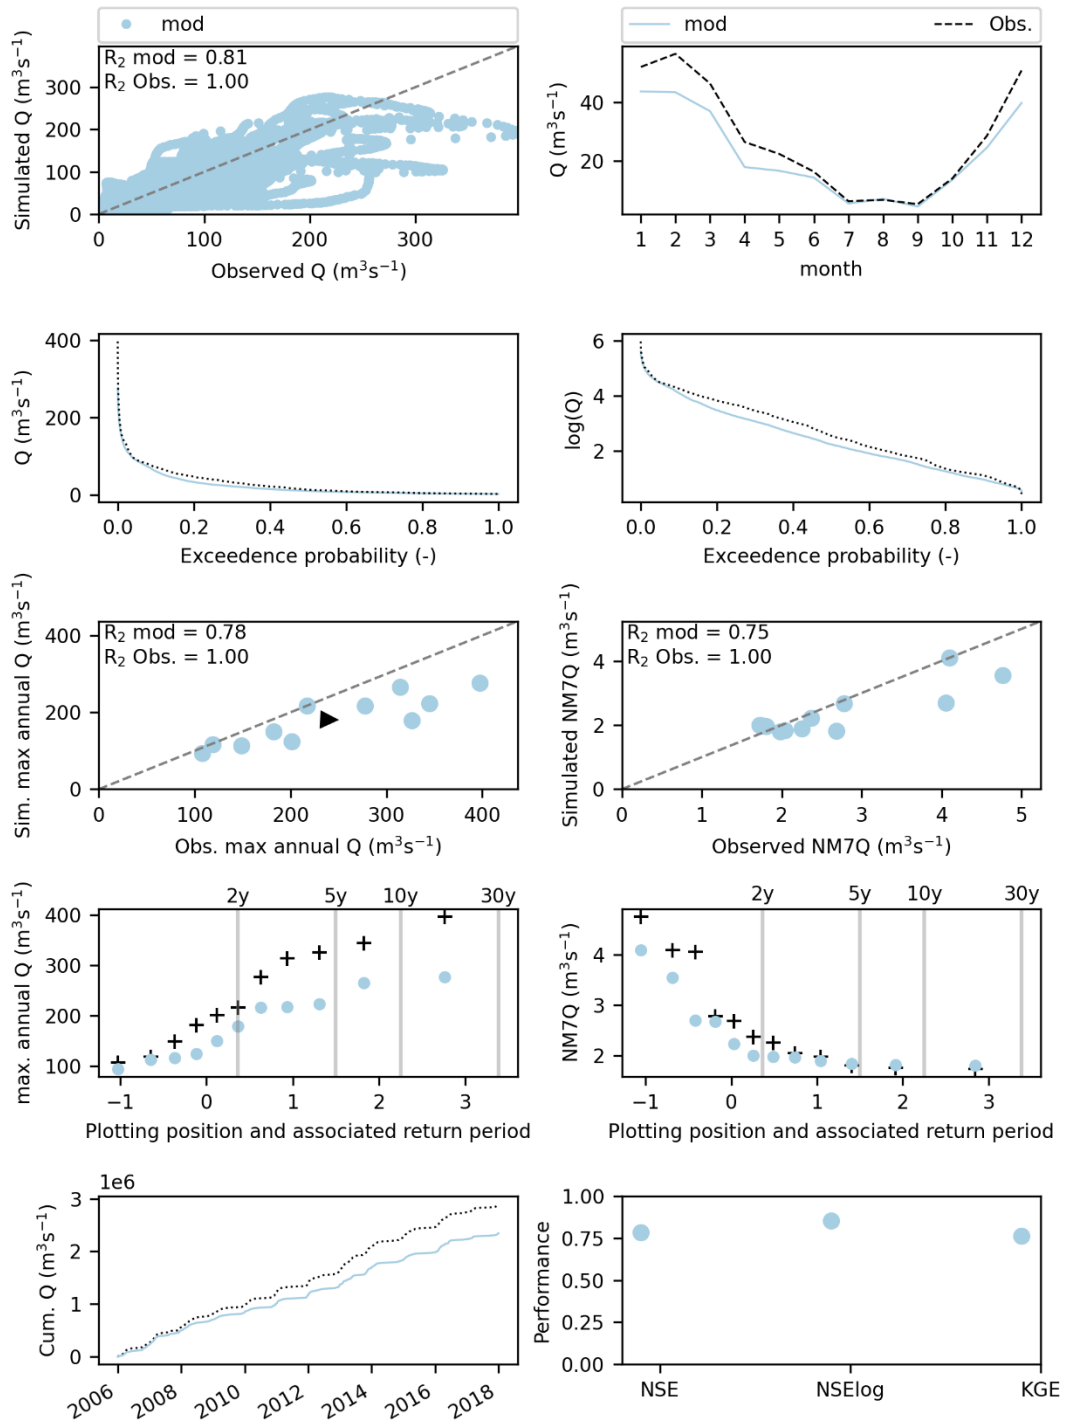 mod
R₂ mod = 0.81
R₂ Obs. = 1.00
Simulated Q (m³s⁻¹)
300
200
100
0
0 100 200 300
Observed Q (m³s⁻¹)
mod Obs.
Q (m³s⁻¹)
40
20
1 2 3 4 5 6 7 8 9 10 11 12
month
Q (m³s⁻¹)
400
200
0
0.0 0.2 0.4 0.6 0.8 1.0
Exceedence probability (-)
log(Q)
6
4
2
0.0 0.2 0.4 0.6 0.8 1.0
Exceedence probability (-)
R₂ mod = 0.78
R₂ Obs. = 1.00
Sim. max annual Q (m³s⁻¹)
400
200
0
0 100 200 300 400
Obs. max annual Q (m³s⁻¹)
R₂ mod = 0.75
R₂ Obs. = 1.00
Simulated NM7Q (m³s⁻¹)
4
2
0
0 1 2 3 4 5
Observed NM7Q (m³s⁻¹)
2y 5y 10y 30y
max. annual Q (m³s⁻¹)
400
300
200
100
−1 0 1 2 3
Plotting position and associated return period
2y 5y 10y 30y
NM7Q (m³s⁻¹)
4
3
2
−1 0 1 2 3
Plotting position and associated return period
1e6
Cum. Q (m³s⁻¹)
3
2
1
0
2006 2008 2010 2012 2014 2016 2018
Performance
1.00
0.75
0.50
0.25
0.00
NSE NSElog KGE